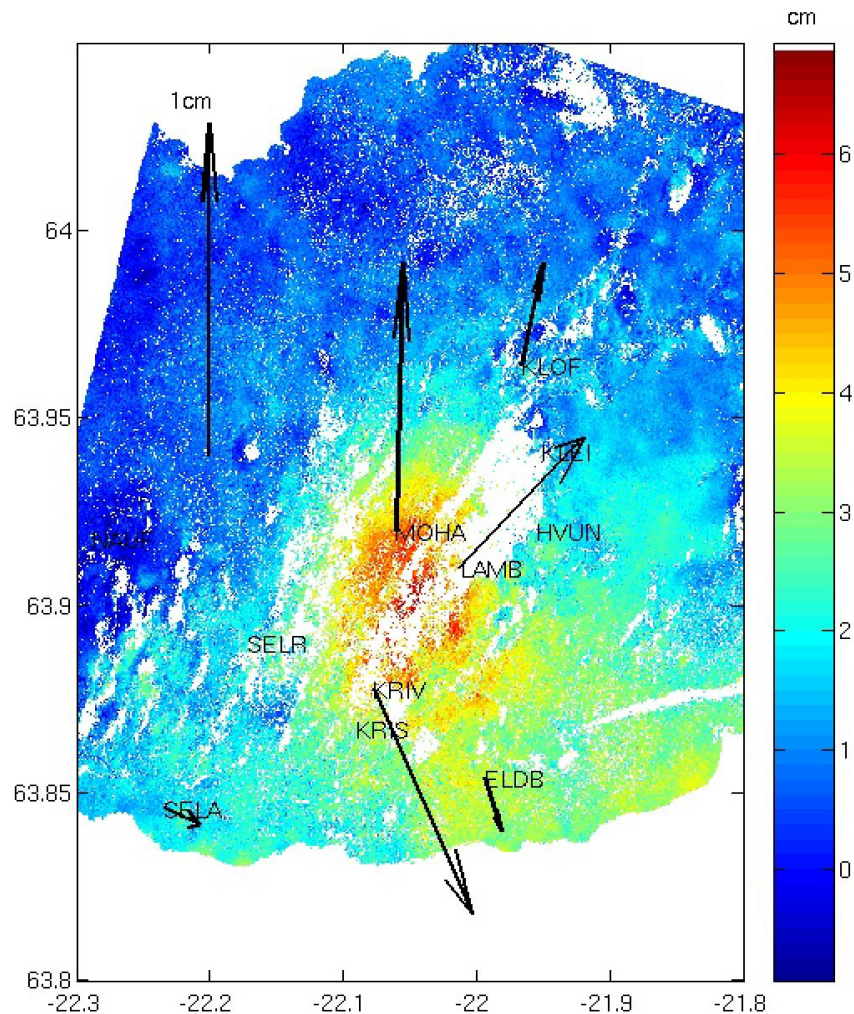 cm
1cm
6
64
5
KLOF
4
63.95
KLEI
3
MOHA
HVUN
NAUF
LAMB
63.9
2
SELR
KRIV
KRIS
1
ELDB
63.85
SELA
0
63.8
-22.3
-22.2
-22.1
-22
-21.9
-21.8